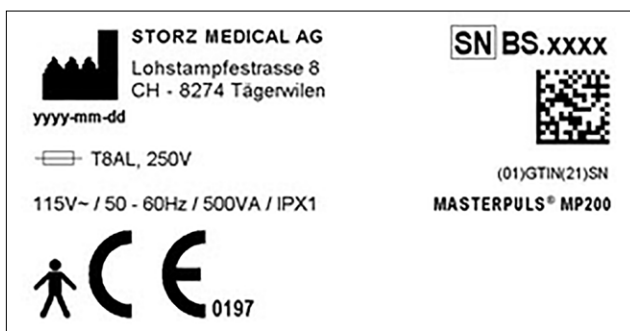 STORZ MEDICAL AG
Lohstampfestrasse 8
CH - 8274 Tägerwilen
yyyy-mm-dd
SN BS.xxxx
T8AL, 250V
(01)GTIN(21)SN
115V~ / 50 - 60Hz / 500VA / IPX1
MASTERPULS® MP200
CE 0197